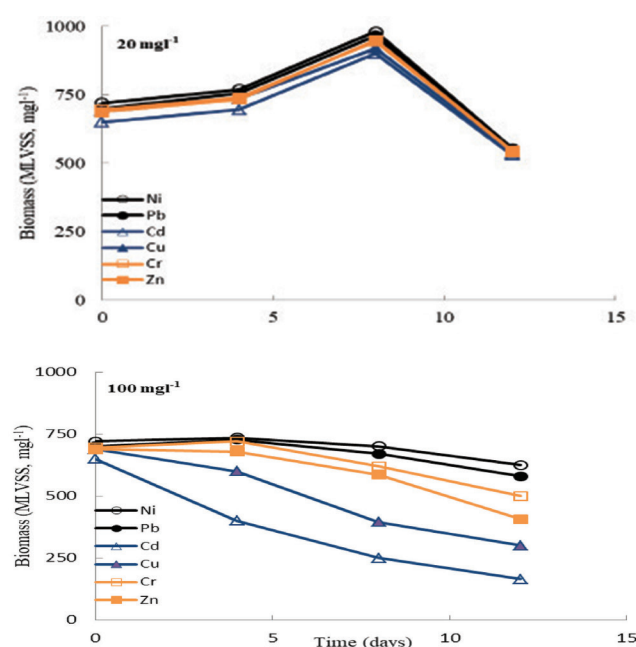 1000
20 mgl-1
750
Biomass (MLVSS, mgl-1)
500
250
0
Ni
Pb
Cd
Cu
Cr
Zn
0 5 10 15
1000
100 mgl-1
750
Biomass (MLVSS, mgl-1)
500
250
0
Ni
Pb
Cd
Cu
Cr
Zn
0 5 10 15
Time (days)